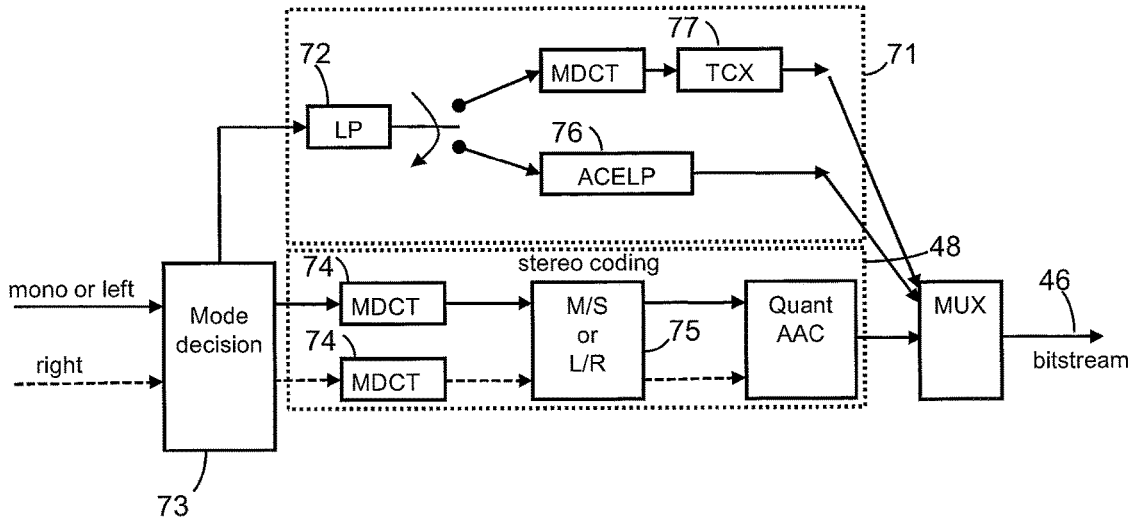 77
71
72
MDCT
TCX
LP
76
ACELP
48
74
stereo coding
mono or left
MDCT
M/S
or
L/R
Quant
AAC
MUX
46
Mode
decision
75
74
right
MDCT
bitstream
73